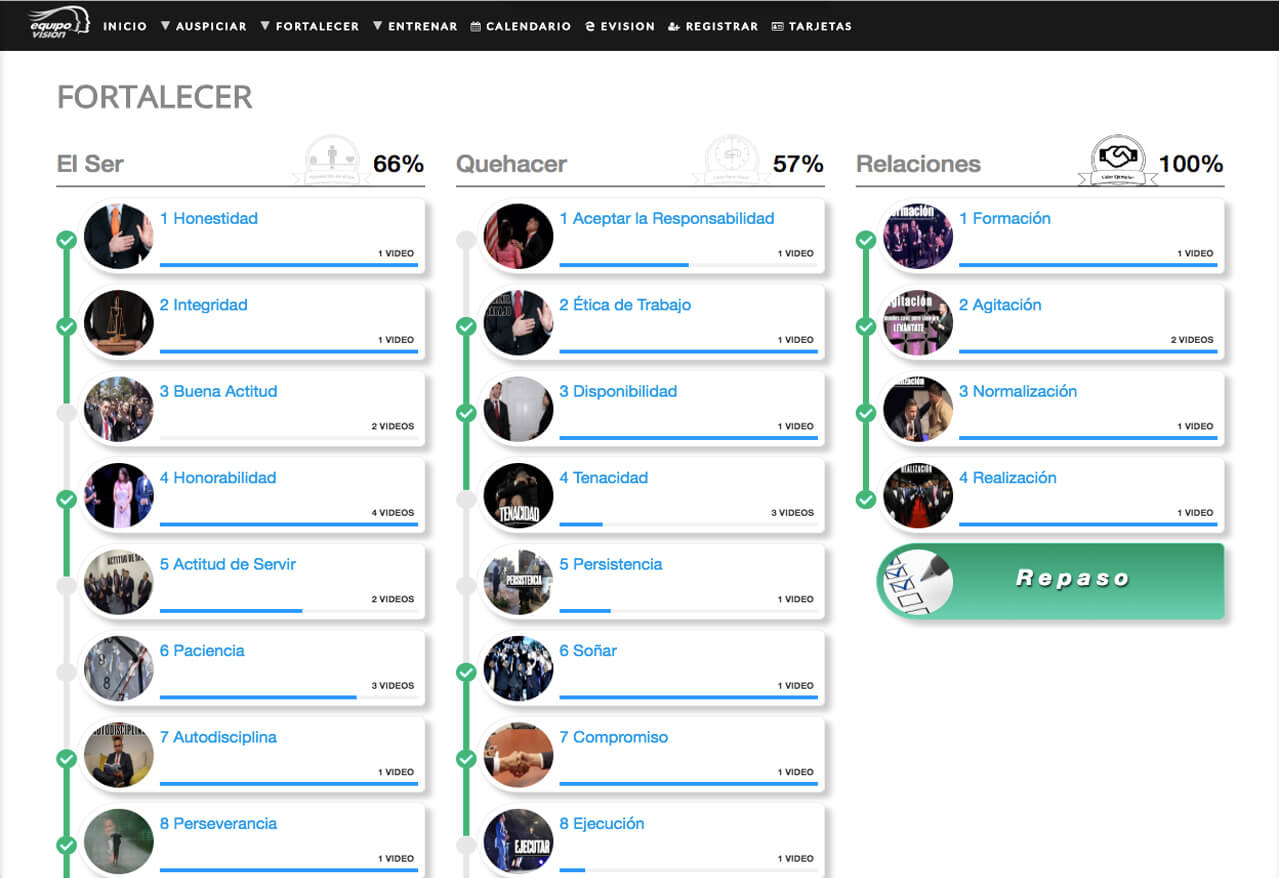 equipo
visión
INICIO AUSPICIAR FORTALECER ENTRENAR CALENDARIO EVISION REGISTRAR TARJETAS
FORTALECER
El Ser 66%
1 Honestidad
1 VIDEO
2 Integridad
1 VIDEO
3 Buena Actitud
2 VIDEOS
4 Honorabilidad
4 VIDEOS
5 Actitud de Servir
2 VIDEOS
6 Paciencia
3 VIDEOS
7 Autodisciplina
1 VIDEO
8 Perseverancia
1 VIDEO
Quehacer 57%
1 Aceptar la Responsabilidad
1 VIDEO
2 Ética de Trabajo
1 VIDEO
3 Disponibilidad
1 VIDEO
TENACIDAD
4 Tenacidad
3 VIDEOS
PERSISTENCIA
5 Persistencia
1 VIDEO
6 Soñar
1 VIDEO
7 Compromiso
1 VIDEO
EJECUTAR
8 Ejecución
1 VIDEO
Relaciones 100%
1 Formación
1 VIDEO
LEVÁNTATE
2 Agitación
2 VIDEOS
3 Normalización
1 VIDEO
REALIZACIÓN
4 Realización
1 VIDEO
Repaso